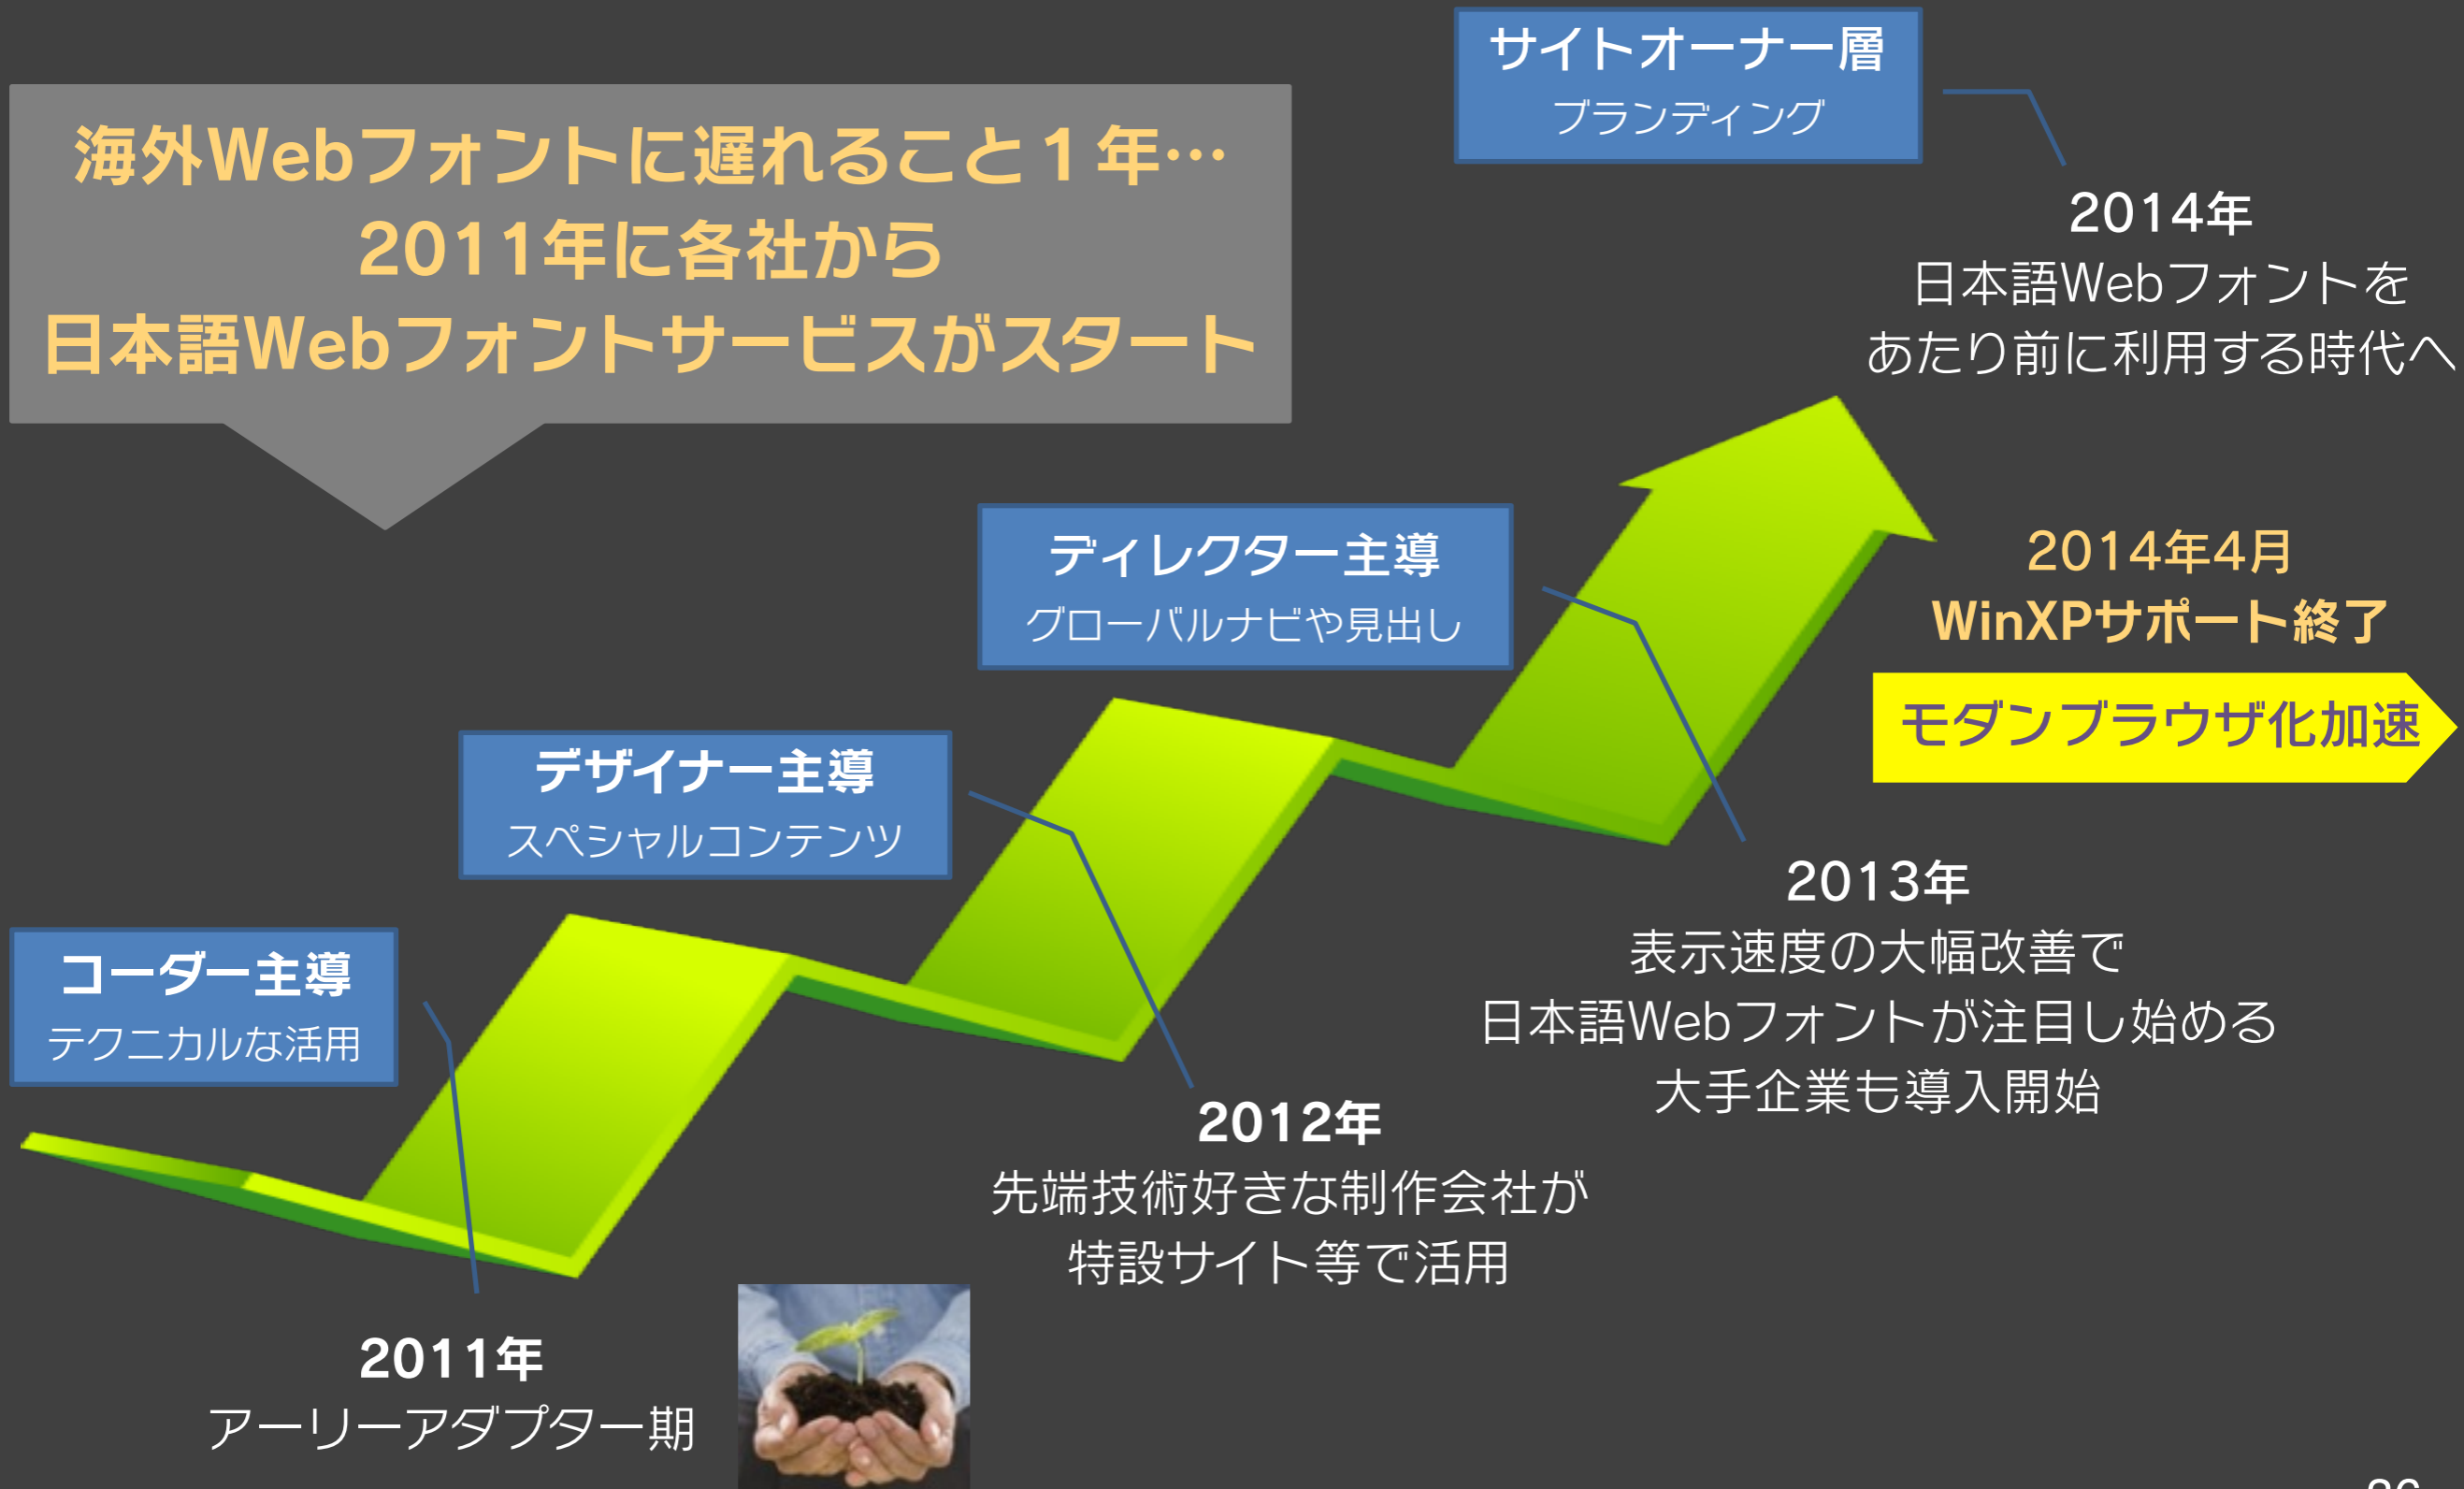 海外Webフォントに遅れること1年…
2011年に各社から
日本語Webフォントサービスがスタート
サイトオーナー層
ブランディング
2014年
日本語Webフォントを
あたり前に利用する時代へ
ディレクター主導
グローバルナビや見出し
2014年4月
WinXPサポート終了
モダンブラウザ化加速
デザイナー主導
スペシャルコンテンツ
2013年
表示速度の大幅改善で
日本語Webフォントが注目し始める
大手企業も導入開始
コーダー主導
テクニカルな活用
2012年
先端技術好きな制作会社が
特設サイト等で活用
2011年
アーリーアダプター期